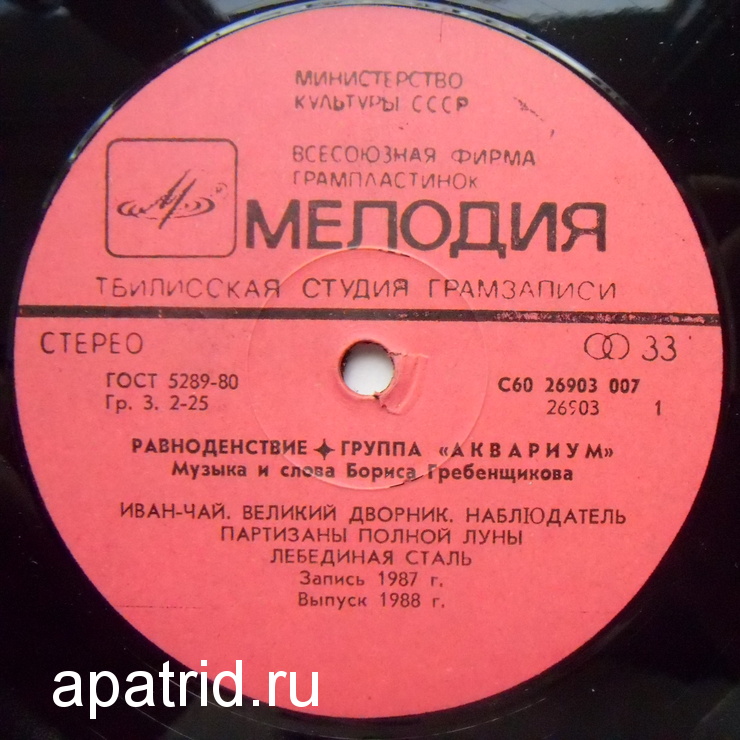 МИНИСТЕРСТВО
КУЛЬТУРЫ СССР
ВСЕСОЮЗНАЯ ФИРМА
ГРАМПЛАСТИНОК
МЕЛОДИЯ
ТБИЛИССКАЯ СТУДИЯ ГРАМЗАПИСИ
СТЕРЕО 33
ГОСТ 5289-80 С60 26903 007
Гр. 3. 2-25 26903 1
РАВНОДЕНСТВИЕ ✦ ГРУППА «АКВАРИУМ»
Музыка и слова Бориса Гребенщикова
ИВАН-ЧАЙ. ВЕЛИКИЙ ДВОРНИК. НАБЛЮДАТЕЛЬ
ПАРТИЗАНЫ ПОЛНОЙ ЛУНЫ
ЛЕБЕДИНАЯ СТАЛЬ
Запись 1987 г.
Выпуск 1988 г.
apatrid.ru